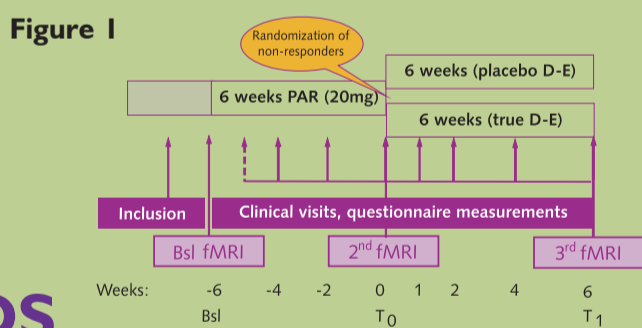 Figure 1
Randomization of
non-responders
6 weeks (placebo D-E)
6 weeks PAR (20mg)
6 weeks (true D-E)
Inclusion
Clinical visits, questionnaire measurements
Bsl fMRI
2nd fMRI
3rd fMRI
Weeks: -6 -4 -2 0 1 2 4 6
Bsl T0 T1
OS